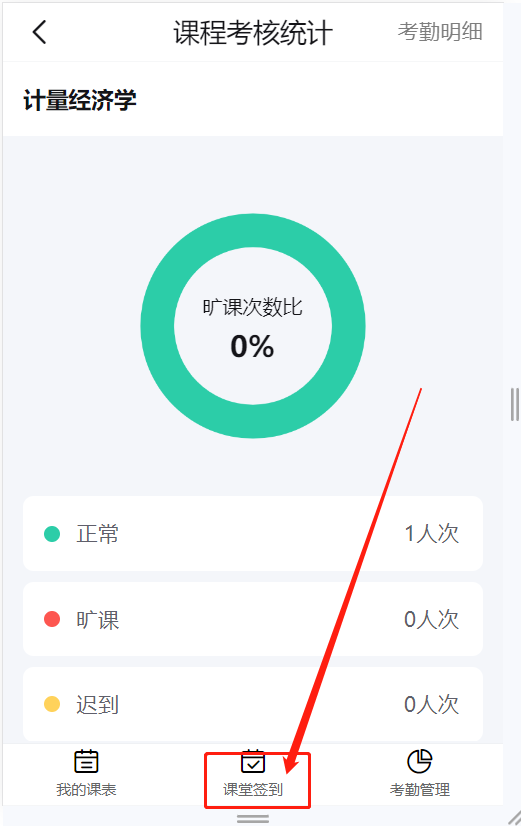 课程考核统计 考勤明细
计量经济学
旷课次数比
0%
正常 1人次
旷课 0人次
迟到 0人次
我的课表 课堂签到 考勤管理